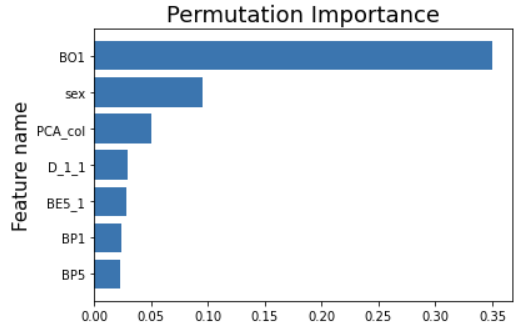 Permutation Importance
Feature name
BO1
sex
PCA_col
D_1_1
BE5_1
BP1
BP5
0.00 0.05 0.10 0.15 0.20 0.25 0.30 0.35